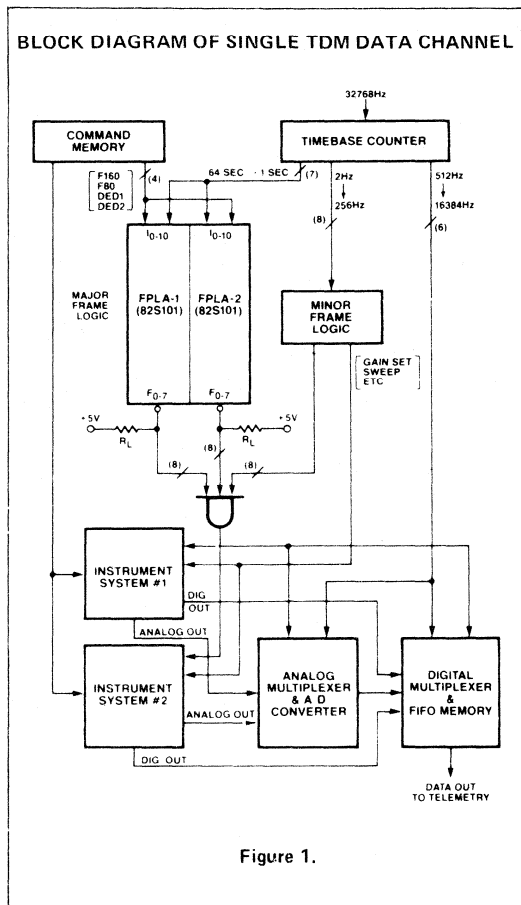 BLOCK DIAGRAM OF SINGLE TDM DATA CHANNEL
32768Hz
COMMAND
MEMORY
TIMEBASE COUNTER
F160
F80
DED1
DED2
(4)
64 SEC - 1 SEC
(7)
2Hz
256Hz
(8)
512Hz
16384Hz
(6)
I0-10
I0-10
MAJOR
FRAME
LOGIC
FPLA-1
(82S101)
FPLA-2
(82S101)
MINOR
FRAME
LOGIC
F0-7
F0-7
GAIN SET
SWEEP
ETC
+5V
RL
+5V
RL
(8)
(8)
(8)
INSTRUMENT
SYSTEM #1
DIG
OUT
ANALOG OUT
INSTRUMENT
SYSTEM #2
ANALOG OUT
DIG OUT
ANALOG
MULTIPLEXER
& A D
CONVERTER
DIGITAL
MULTIPLEXER
&
FIFO MEMORY
DATA OUT
TO TELEMETRY
Figure 1.